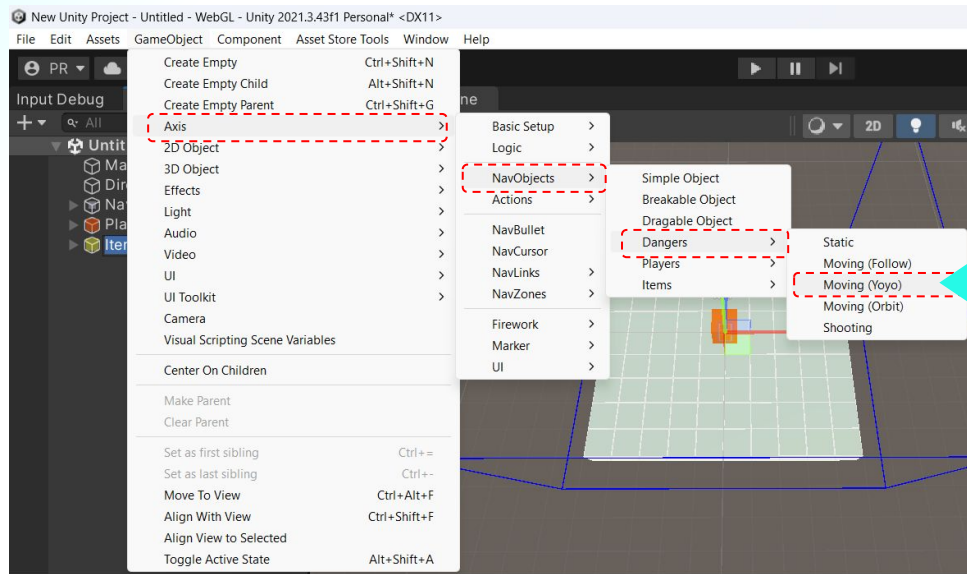 New Unity Project - Untitled - WebGL - Unity 2021.3.43f1 Personal* <DX11>
File Edit Assets GameObject Component Asset Store Tools Window Help
PR
Input Debug
ne
All
2D
Untit
Ma
Dir
Na
Pla
Iter
Create Empty Ctrl+Shift+N
Create Empty Child Alt+Shift+N
Create Empty Parent Ctrl+Shift+G
Axis
2D Object
3D Object
Effects
Light
Audio
Video
UI
UI Toolkit
Camera
Visual Scripting Scene Variables
Center On Children
Make Parent
Clear Parent
Set as first sibling Ctrl+=
Set as last sibling Ctrl+-
Move To View Ctrl+Alt+F
Align With View Ctrl+Shift+F
Align View to Selected
Toggle Active State Alt+Shift+A
Basic Setup
Logic
NavObjects
Actions
NavBullet
NavCursor
NavLinks
NavZones
Firework
Marker
UI
Simple Object
Breakable Object
Dragable Object
Dangers
Players
Items
Static
Moving (Follow)
Moving (Yoyo)
Moving (Orbit)
Shooting